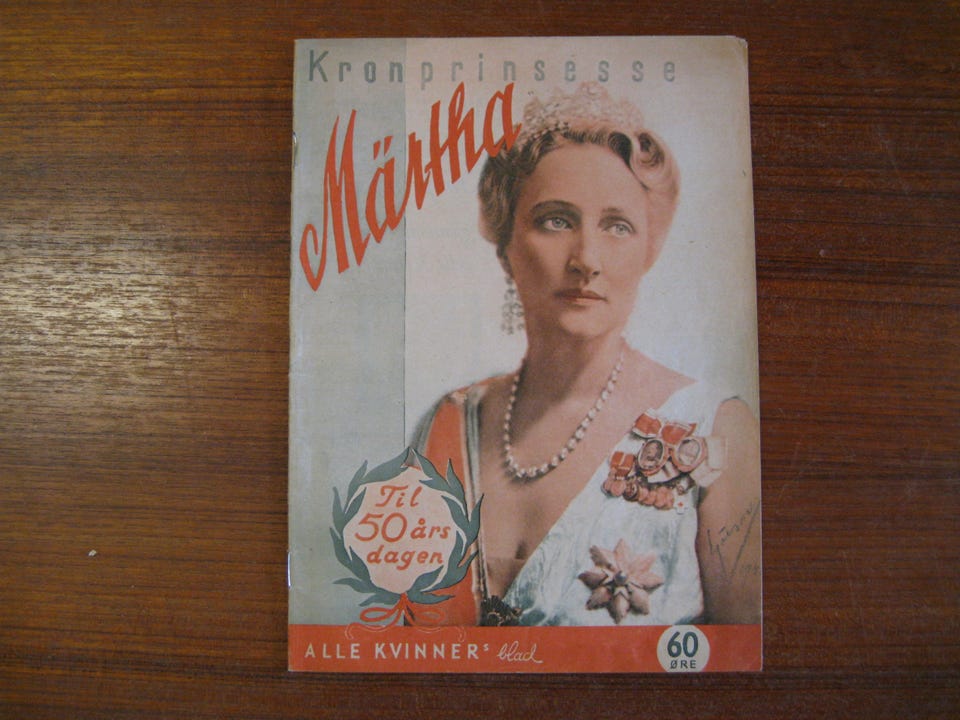 Kronprinsesse
Märtha
Til
50 års
dagen
ALLE KVINNERS blad
60
ØRE